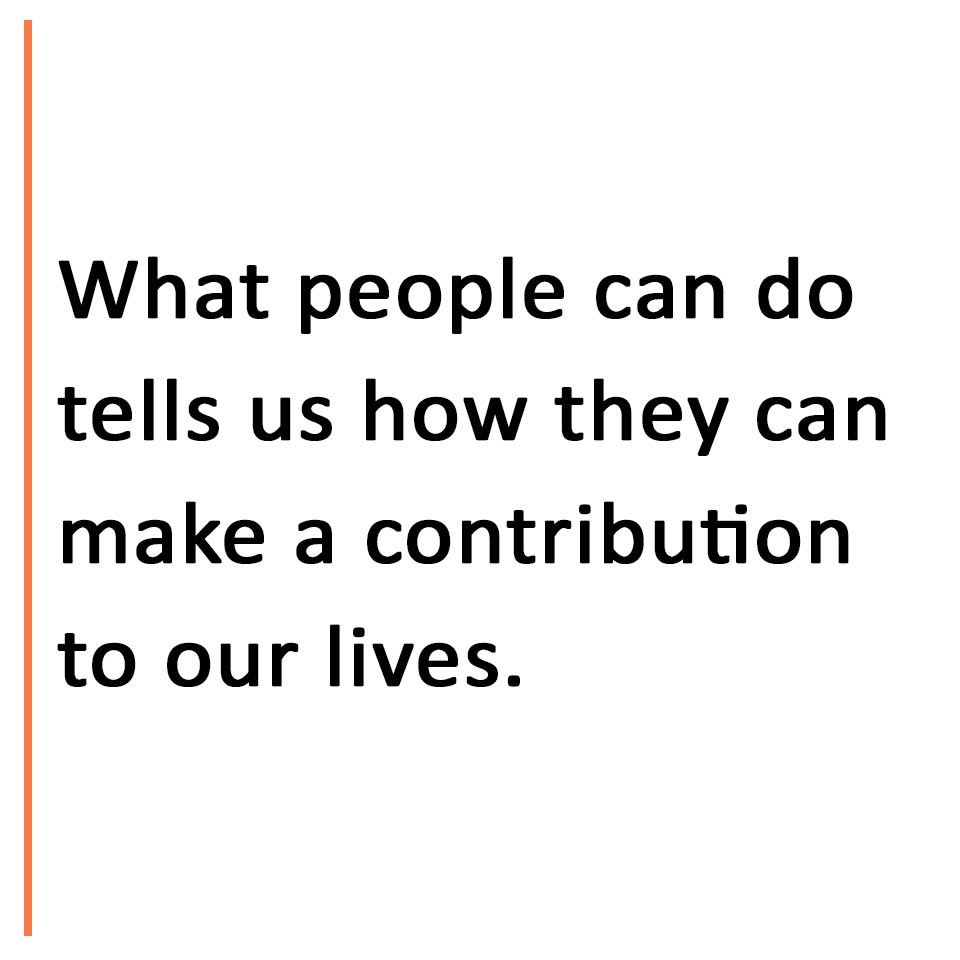 What people can do
tells us how they can
make a contribution
to our lives.